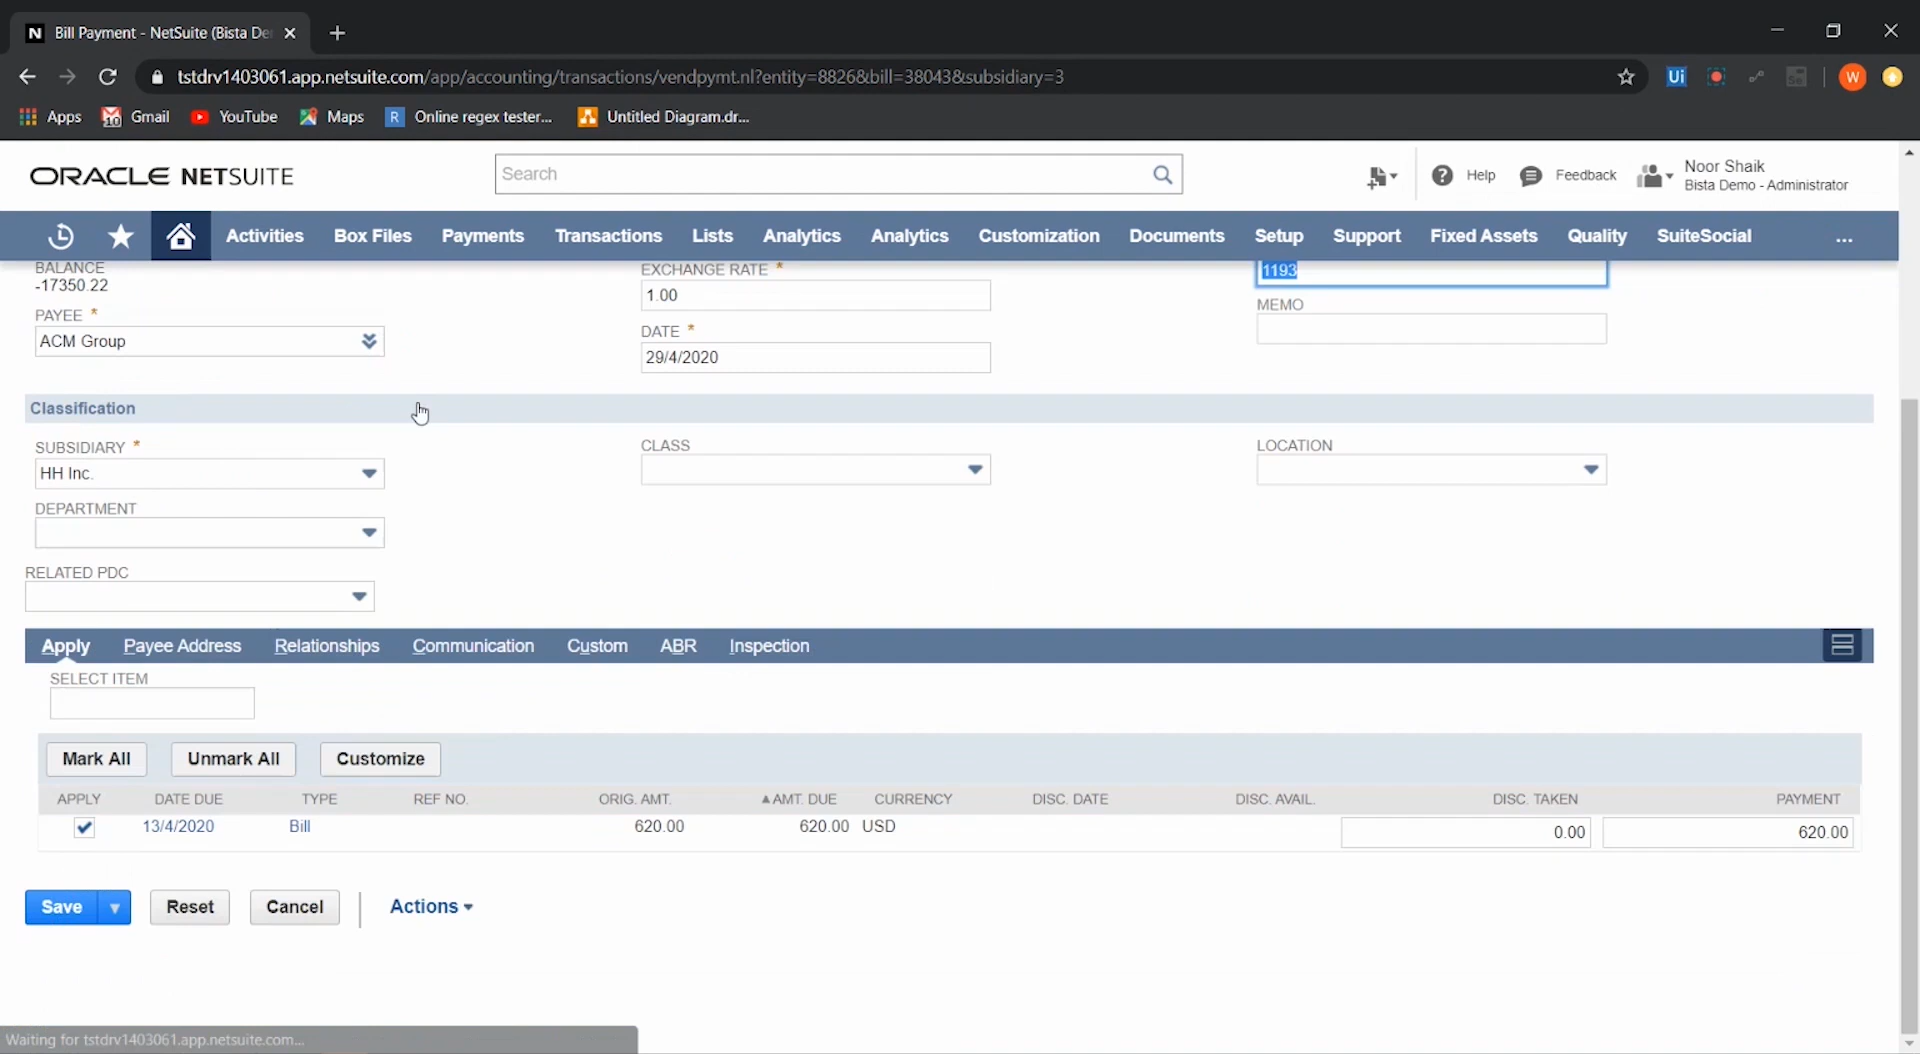 N Bill Payment - NetSuite (Bista De
tstdrv1403061.app.netsuite.com/app/accounting/transactions/vendpymt.nl?entity=8826&bill=38043&subsidiary=3
Ui W
Apps 10 Gmail YouTube Maps R Online regex tester... Untitled Diagram.dr...
ORACLE NETSUITE
Search
Help Feedback
Noor Shaik
Bista Demo - Administrator
Activities Box Files Payments Transactions Lists Analytics Analytics Customization Documents Setup Support Fixed Assets Quality SuiteSocial ...
BALANCE
-17350.22
PAYEE *
ACM Group
EXCHANGE RATE *
1.00
DATE *
29/4/2020
1193
MEMO
Classification
SUBSIDIARY *
HH Inc.
DEPARTMENT
CLASS
LOCATION
RELATED PDC
Apply Payee Address Relationships Communication Custom ABR Inspection
SELECT ITEM
Mark All Unmark All Customize
APPLY DATE DUE TYPE REF NO. ORIG. AMT. ▲AMT. DUE CURRENCY DISC. DATE DISC. AVAIL. DISC. TAKEN PAYMENT
13/4/2020 Bill 620.00 620.00 USD 0.00 620.00
Save Reset Cancel Actions
Waiting for tstdrv1403061.app.netsuite.com...